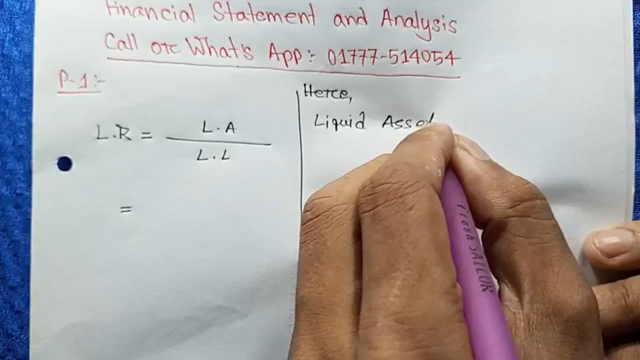 Financial Statement and Analysis
Call or What's App:- 01777-514054
P-1:-
L.R = L.A
L.L
=
Here,
Liquid Asset